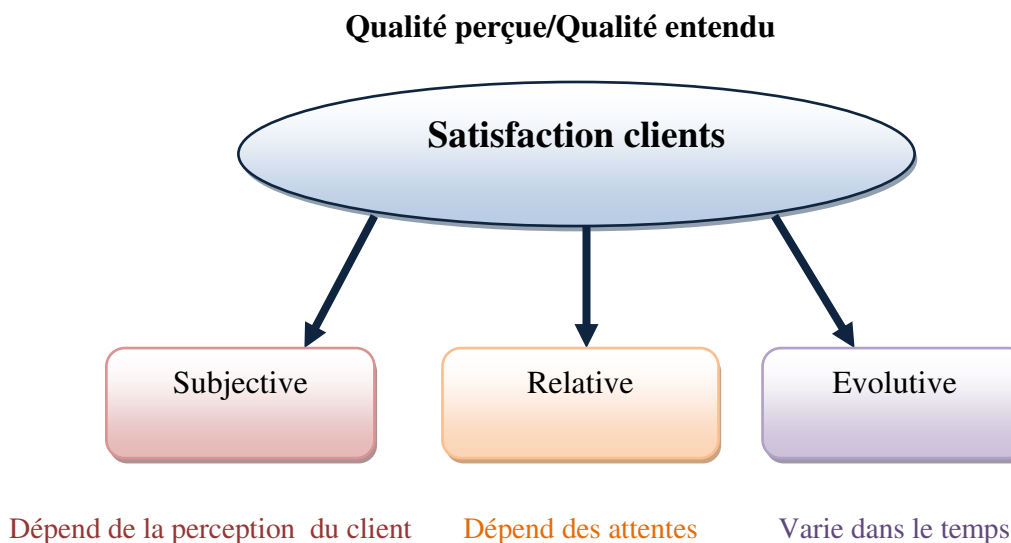 Qualité perçue/Qualité entendu
Satisfaction clients
Subjective
Relative
Evolutive
Dépend de la perception du client
Dépend des attentes
Varie dans le temps